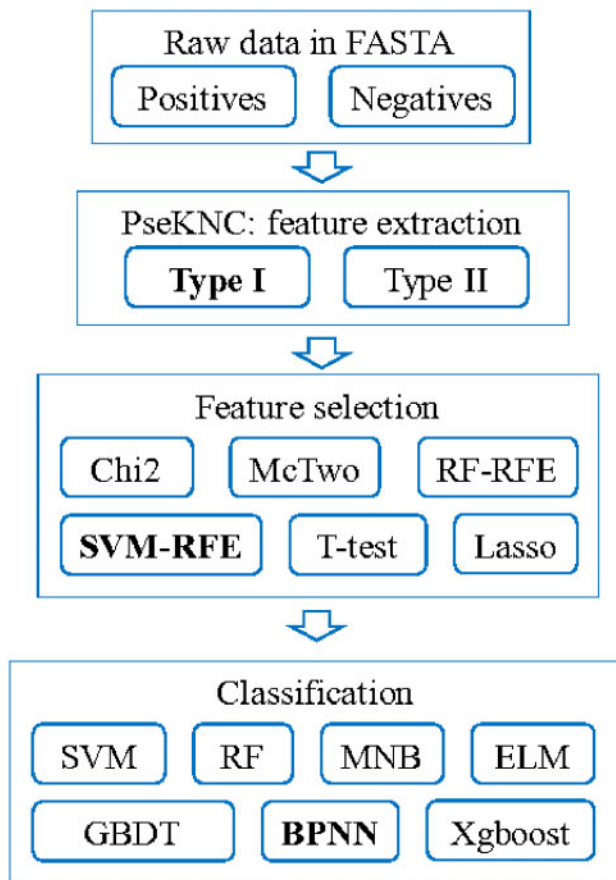 Raw data in FASTA
Positives Negatives
PseKNC: feature extraction
Type I Type II
Feature selection
Chi2 McTwo RF-RFE
SVM-RFE T-test Lasso
Classification
SVM RF MNB ELM
GBDT BPNN Xgboost